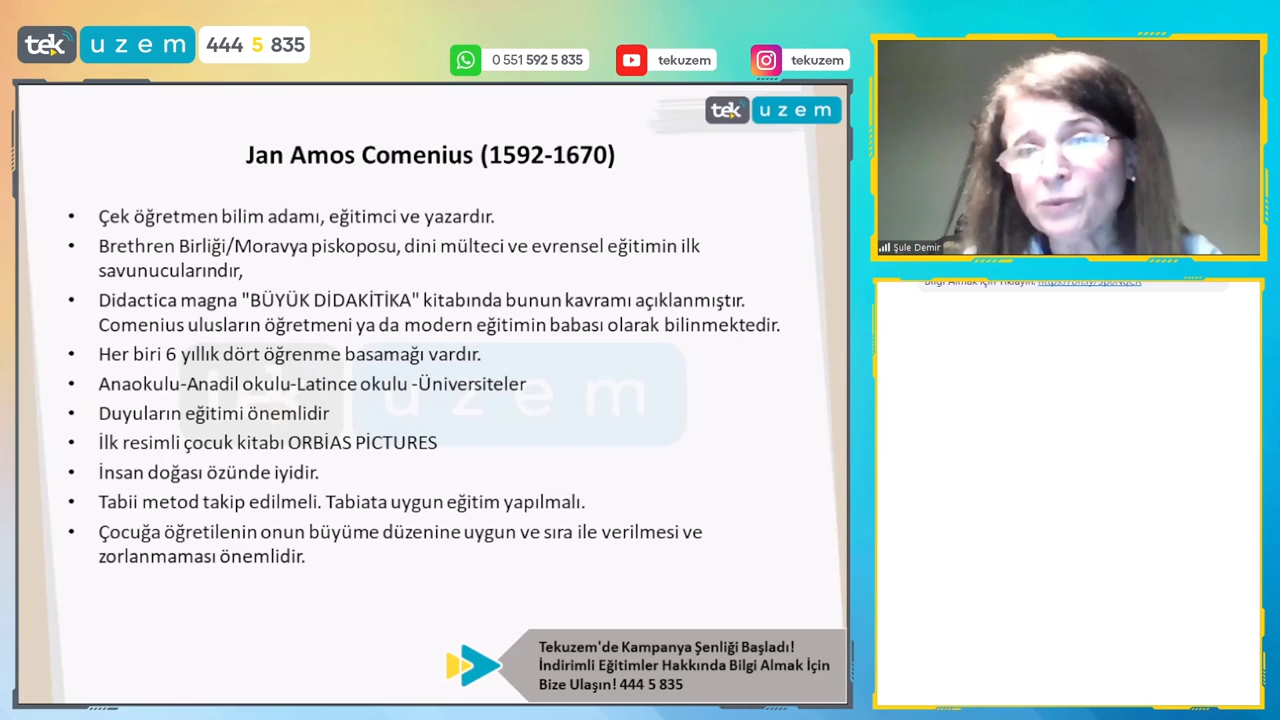 tek uzem 444 5 835
0 551 592 5 835
tekuzem
tekuzem
tek uzem
Jan Amos Comenius (1592-1670)
• Çek öğretmen bilim adamı, eğitimci ve yazardır.
• Brethren Birliği/Moravya piskoposu, dini mülteci ve evrensel eğitimin ilk
savunucularındır,
• Didactica magna "BÜYÜK DİDAKİTİKA" kitabında bunun kavramı açıklanmıştır.
Comenius ulusların öğretmeni ya da modern eğitimin babası olarak bilinmektedir.
• Her biri 6 yıllık dört öğrenme basamağı vardır.
• Anaokulu-Anadil okulu-Latince okulu -Üniversiteler
• Duyuların eğitimi önemlidir
• İlk resimli çocuk kitabı ORBİAS PİCTURES
• İnsan doğası özünde iyidir.
• Tabii metod takip edilmeli. Tabiata uygun eğitim yapılmalı.
• Çocuğa öğretilenin onun büyüme düzenine uygun ve sıra ile verilmesi ve
zorlanmaması önemlidir.
tek uzem
Tekuzem'de Kampanya Şenliği Başladı!
İndirimli Eğitimler Hakkında Bilgi Almak İçin
Bize Ulaşın! 444 5 835
Şule Demir
Bilgi Almak İçin Tıklayın: